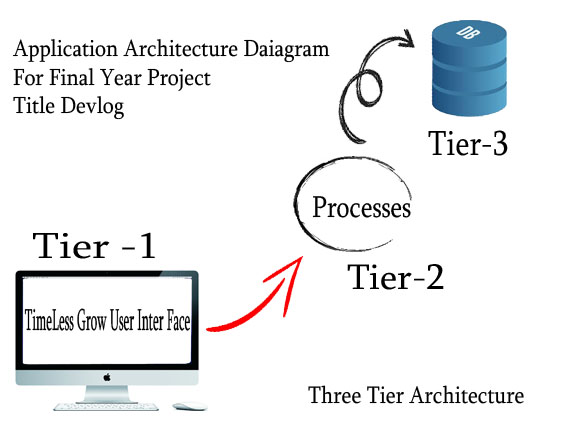 Application Architecture Daiagram
For Final Year Project
Title Devlog
DB
Tier-3
Processes
Tier-2
Tier -1
TimeLess Grow User Inter Face
Three Tier Architecture